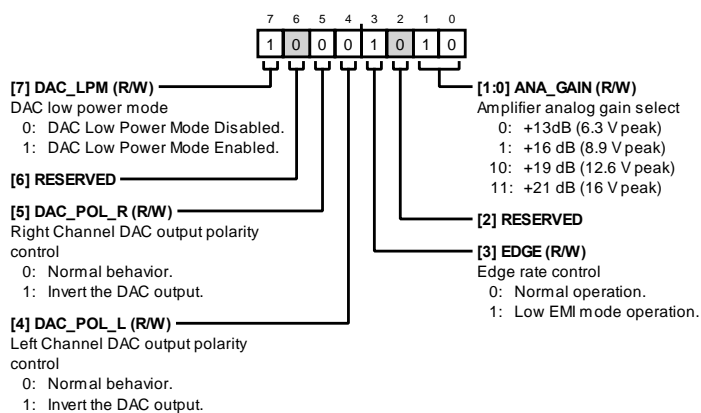 7 6 5 4 3 2 1 0
1 0 0 0 1 0 1 0
[7] DAC_LPM (R/W)
DAC low power mode
0: DAC Low Power Mode Disabled.
1: DAC Low Power Mode Enabled.
[6] RESERVED
[5] DAC_POL_R (R/W)
Right Channel DAC output polarity
control
0: Normal behavior.
1: Invert the DAC output.
[4] DAC_POL_L (R/W)
Left Channel DAC output polarity
control
0: Normal behavior.
1: Invert the DAC output.
[1:0] ANA_GAIN (R/W)
Amplifier analog gain select
0: +13dB (6.3 V peak)
1: +16 dB (8.9 V peak)
10: +19 dB (12.6 V peak)
11: +21 dB (16 V peak)
[2] RESERVED
[3] EDGE (R/W)
Edge rate control
0: Normal operation.
1: Low EMI mode operation.